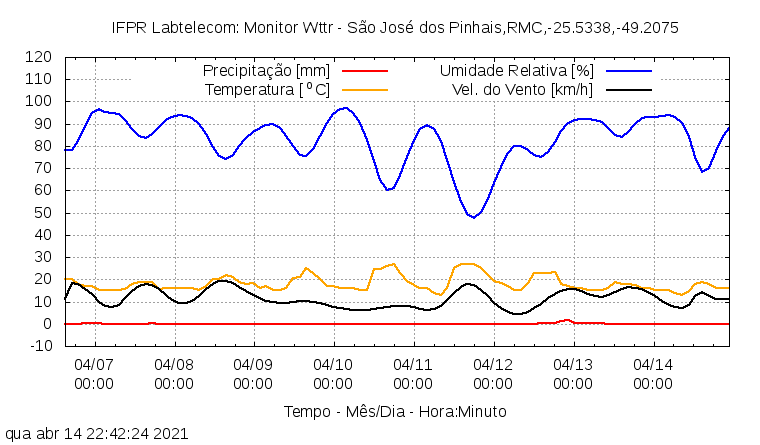 IFPR Labtelecom: Monitor Wttr - São José dos Pinhais,RMC,-25.5338,-49.2075
120
110
100
90
80
70
60
50
40
30
20
10
0
-10
Precipitação [mm]
Temperatura [ ⁰C]
Umidade Relativa [%]
Vel. do Vento [km/h]
04/07 04/08 04/09 04/10 04/11 04/12 04/13 04/14
00:00 00:00 00:00 00:00 00:00 00:00 00:00 00:00
Tempo - Mês/Dia - Hora:Minuto
qua abr 14 22:42:24 2021